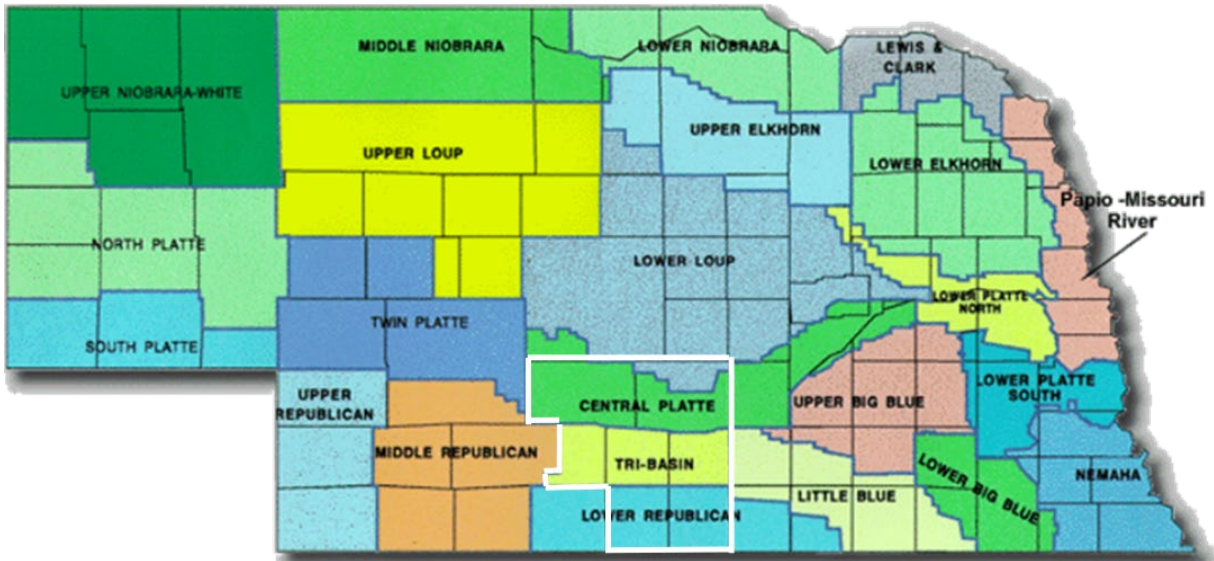 MIDDLE NIOBRARA
LOWER NIOBRARA
LEWIS &
CLARK
UPPER NIOBRARA-WHITE
UPPER ELKHORN
UPPER LOUP
LOWER ELKHORN
Papio -Missouri
River
NORTH PLATTE
LOWER LOUP
LOWER PLATTE
NORTH
TWIN PLATTE
SOUTH PLATTE
UPPER
REPUBLICAN
CENTRAL PLATTE
UPPER BIG BLUE
LOWER PLATTE
SOUTH
MIDDLE REPUBLICAN
TRI-BASIN
LOWER BIG BLUE
NEMAHA
LITTLE BLUE
LOWER REPUBLICAN